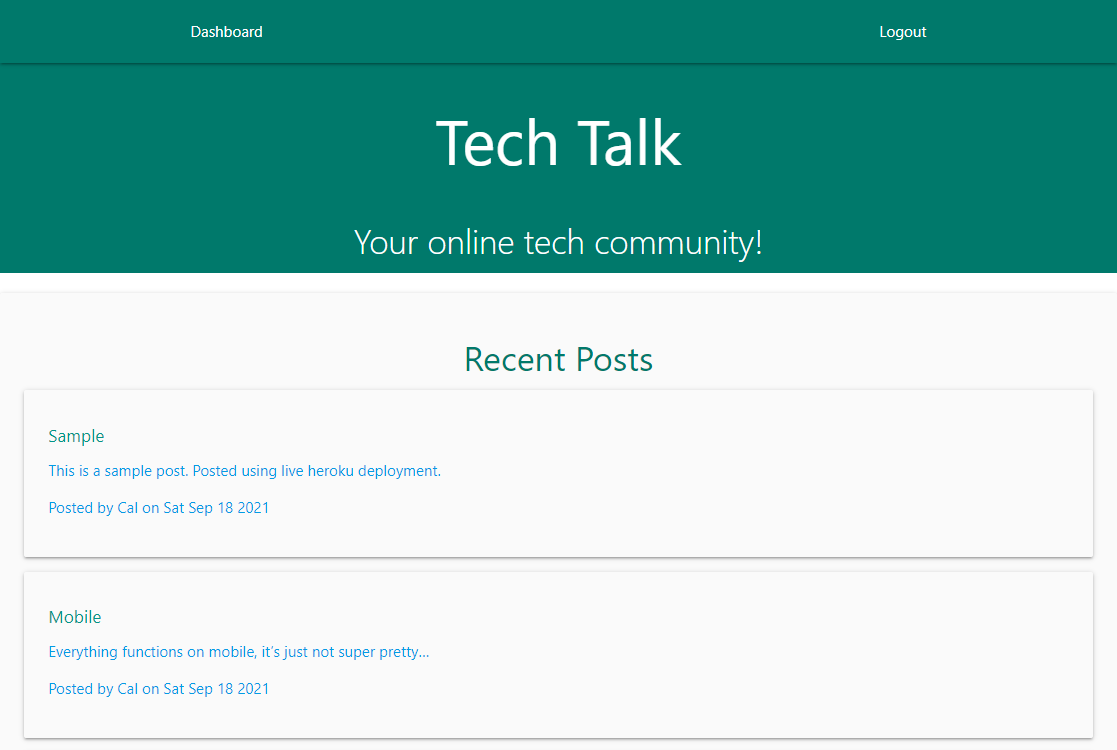 Dashboard Logout
Tech Talk
Your online tech community!
Recent Posts
Sample
This is a sample post. Posted using live heroku deployment.
Posted by Cal on Sat Sep 18 2021
Mobile
Everything functions on mobile, it's just not super pretty...
Posted by Cal on Sat Sep 18 2021